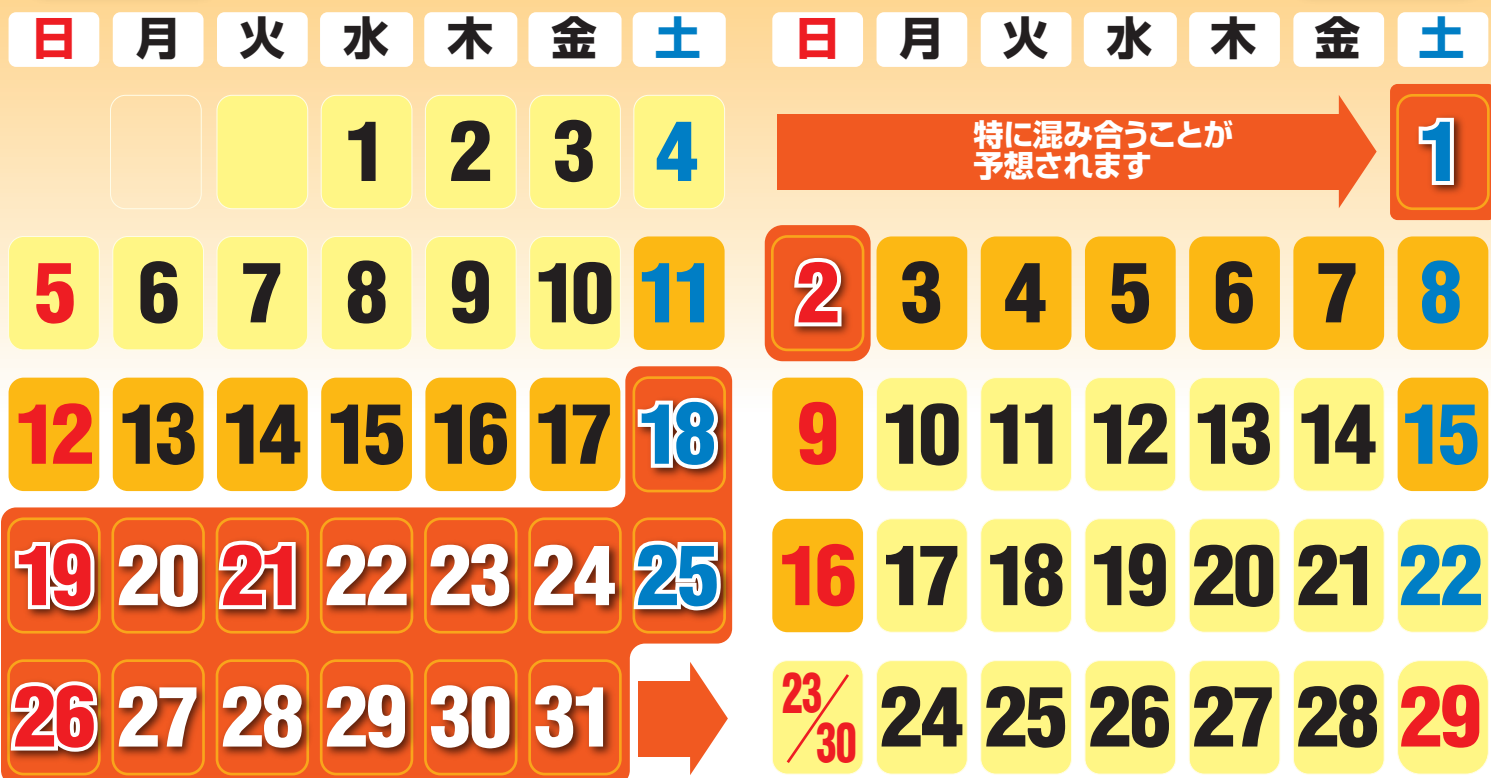 日 月 火 水 木 金 土
1 2 3 4
5 6 7 8 9 10 11
12 13 14 15 16 17 18
19 20 21 22 23 24 25
26 27 28 29 30 31
日 月 火 水 木 金 土
特に混み合うことが
予想されます
1
2 3 4 5 6 7 8
9 10 11 12 13 14 15
16 17 18 19 20 21 22
23/30 24 25 26 27 28 29